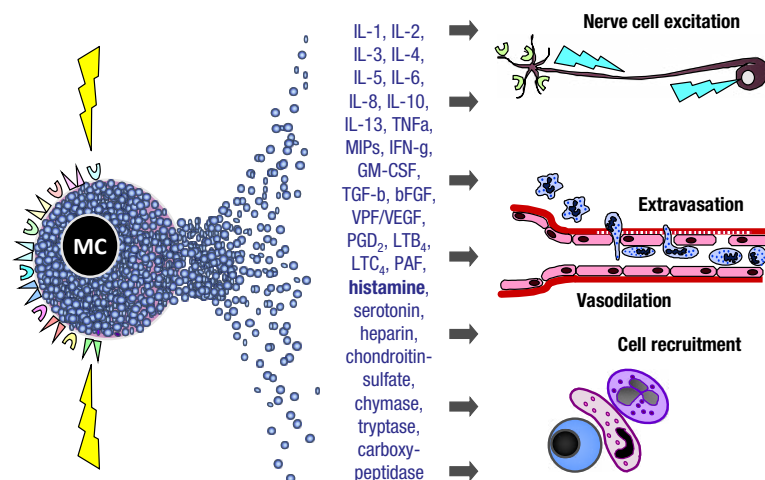 Nerve cell excitation
IL-1, IL-2,
IL-3, IL-4,
IL-5, IL-6,
IL-8, IL-10,
IL-13, TNFa,
MIPs, IFN-g,
GM-CSF,
TGF-b, bFGF,
VPF/VEGF,
PGD₂, LTB₄,
LTC₄, PAF,
histamine,
serotonin,
heparin,
chondroitin-
sulfate,
chymase,
tryptase,
carboxy-
peptidase
MC
Extravasation
Vasodilation
Cell recruitment